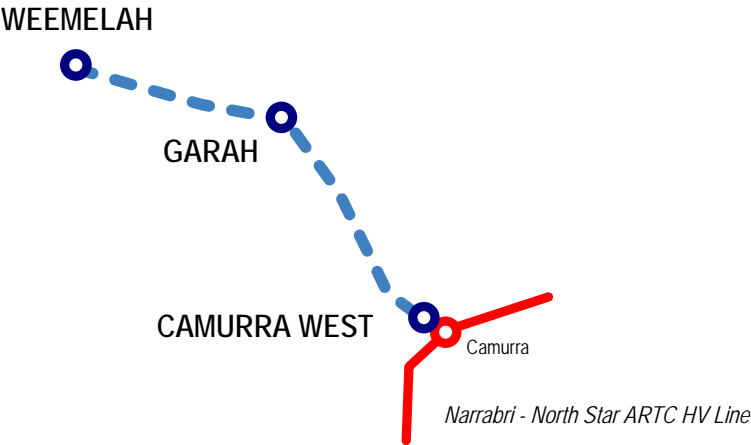 WEEMELAH
GARAH
CAMURRA WEST
Camurra
Narrabri - North Star ARTC HV Line